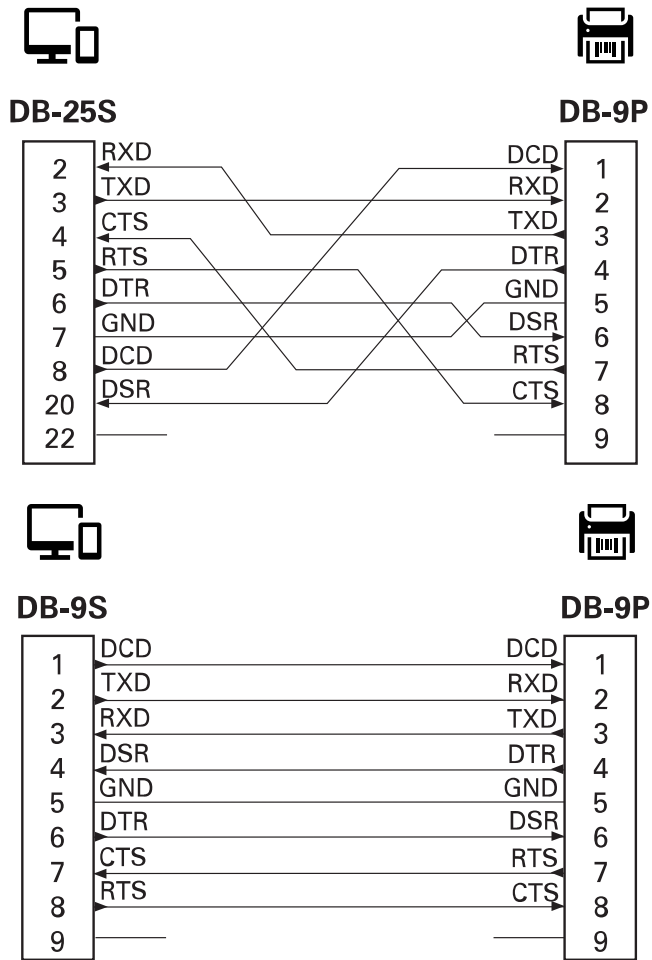 DB-25S DB-9P
2 RXD DCD 1
3 TXD RXD 2
4 CTS TXD 3
5 RTS DTR 4
6 DTR GND 5
7 GND DSR 6
8 DCD RTS 7
20 DSR CTS 8
22 9
DB-9S DB-9P
1 DCD DCD 1
2 TXD RXD 2
3 RXD TXD 3
4 DSR DTR 4
5 GND GND 5
6 DTR DSR 6
7 CTS RTS 7
8 RTS CTS 8
9 9